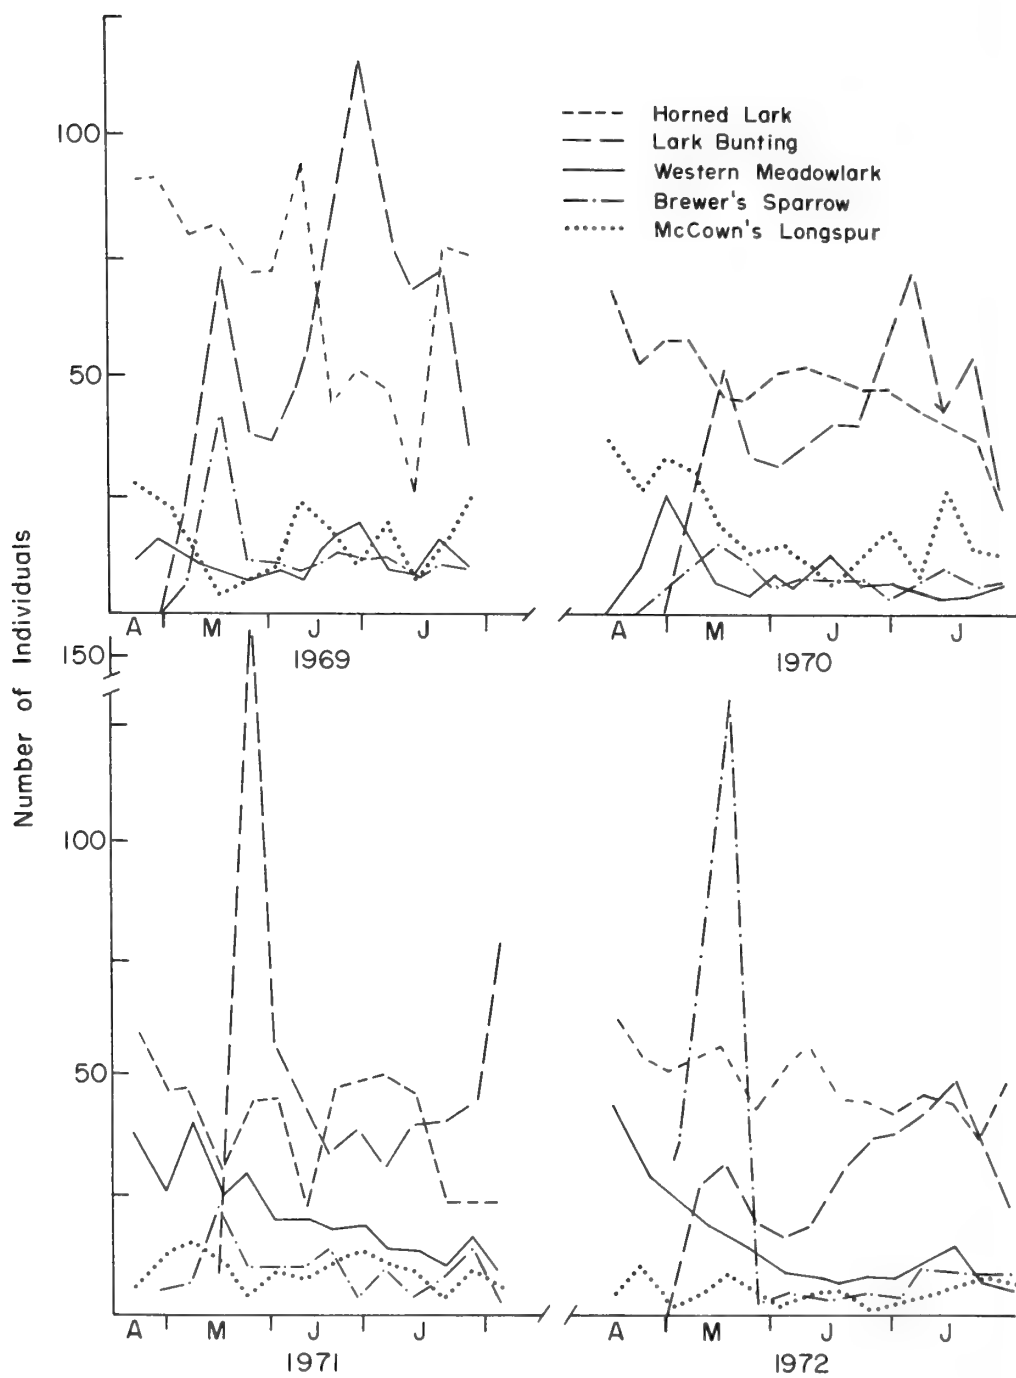 100
50
Horned Lark
Lark Bunting
Western Meadowlark
Brewer's Sparrow
McCown's Longspur
Number of Individuals
A M J J
1969
A M J J
1970
150
100
50
A M J J
1971
A M J J
1972